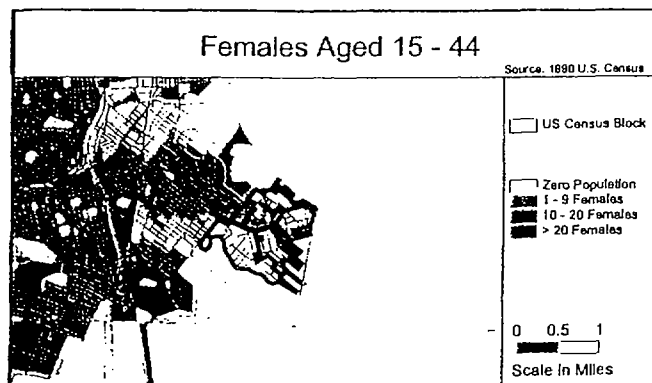 Females Aged 15 - 44
Source. 1890 U.S. Census
US Census Block
Zero Population
1 - 9 Females
10 - 20 Females
> 20 Females
0 0.5 1
Scale in Miles